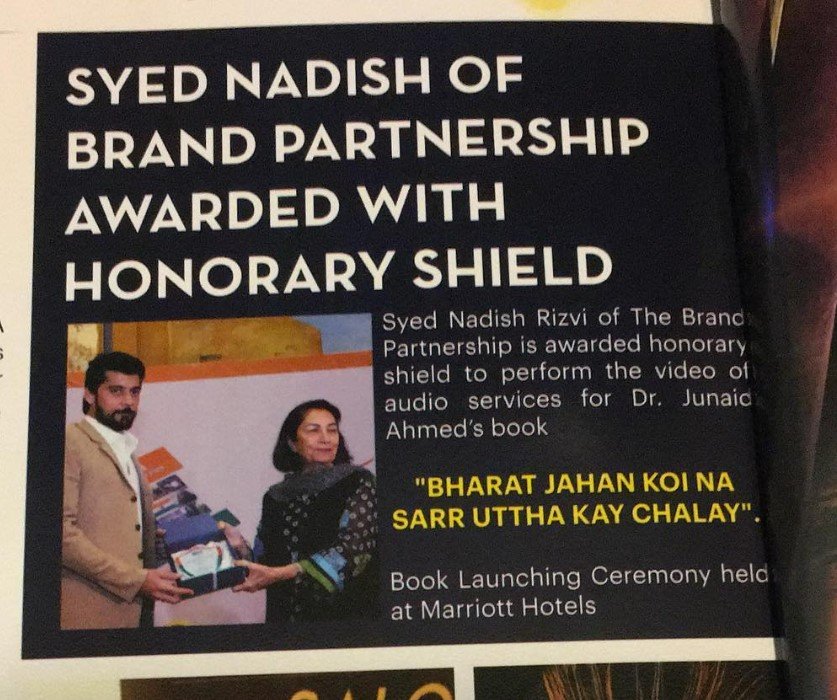 SYED NADISH OF
BRAND PARTNERSHIP
AWARDED WITH
HONORARY SHIELD
Syed Nadish Rizvi of The Brand
Partnership is awarded honorary
shield to perform the video of
audio services for Dr. Junaid
Ahmed's book
"BHARAT JAHAN KOI NA
SARR UTTHA KAY CHALAY".
Book Launching Ceremony held
at Marriott Hotels